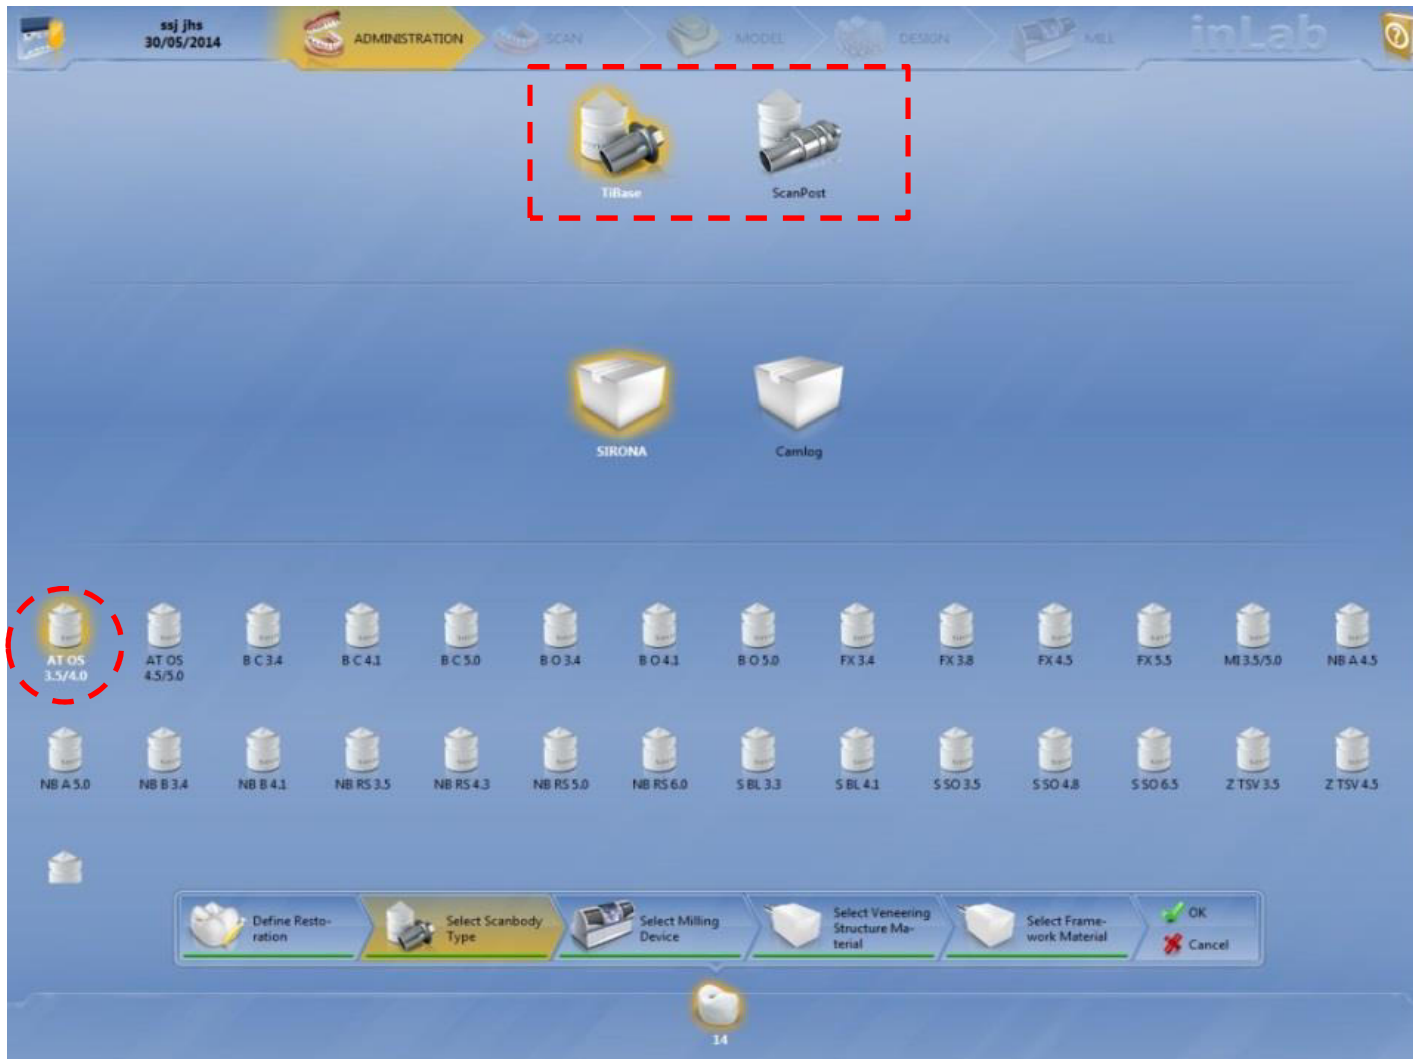 ssj jhs
30/05/2014
ADMINISTRATION
SCAN
MODEL
DESIGN
MILL
inLab
?
TiBase
ScanPost
SIRONA
Camlog
AT OS
3.5/4.0
AT OS
4.5/5.0
B C 3.4
B C 4.1
B C 5.0
B O 3.4
B O 4.1
B O 5.0
FX 3.4
FX 3.8
FX 4.5
FX 5.5
MI 3.5/5.0
NB A 4.5
NB A 5.0
NB B 3.4
NB B 4.1
NB RS 3.5
NB RS 4.3
NB RS 5.0
NB RS 6.0
S BL 3.3
S BL 4.1
S SO 3.5
S SO 4.8
S SO 6.5
Z TSV 3.5
Z TSV 4.5
Define Resto-
ration
Select Scanbody
Type
Select Milling
Device
Select Veneering
Structure Ma-
terial
Select Frame-
work Material
OK
Cancel
14